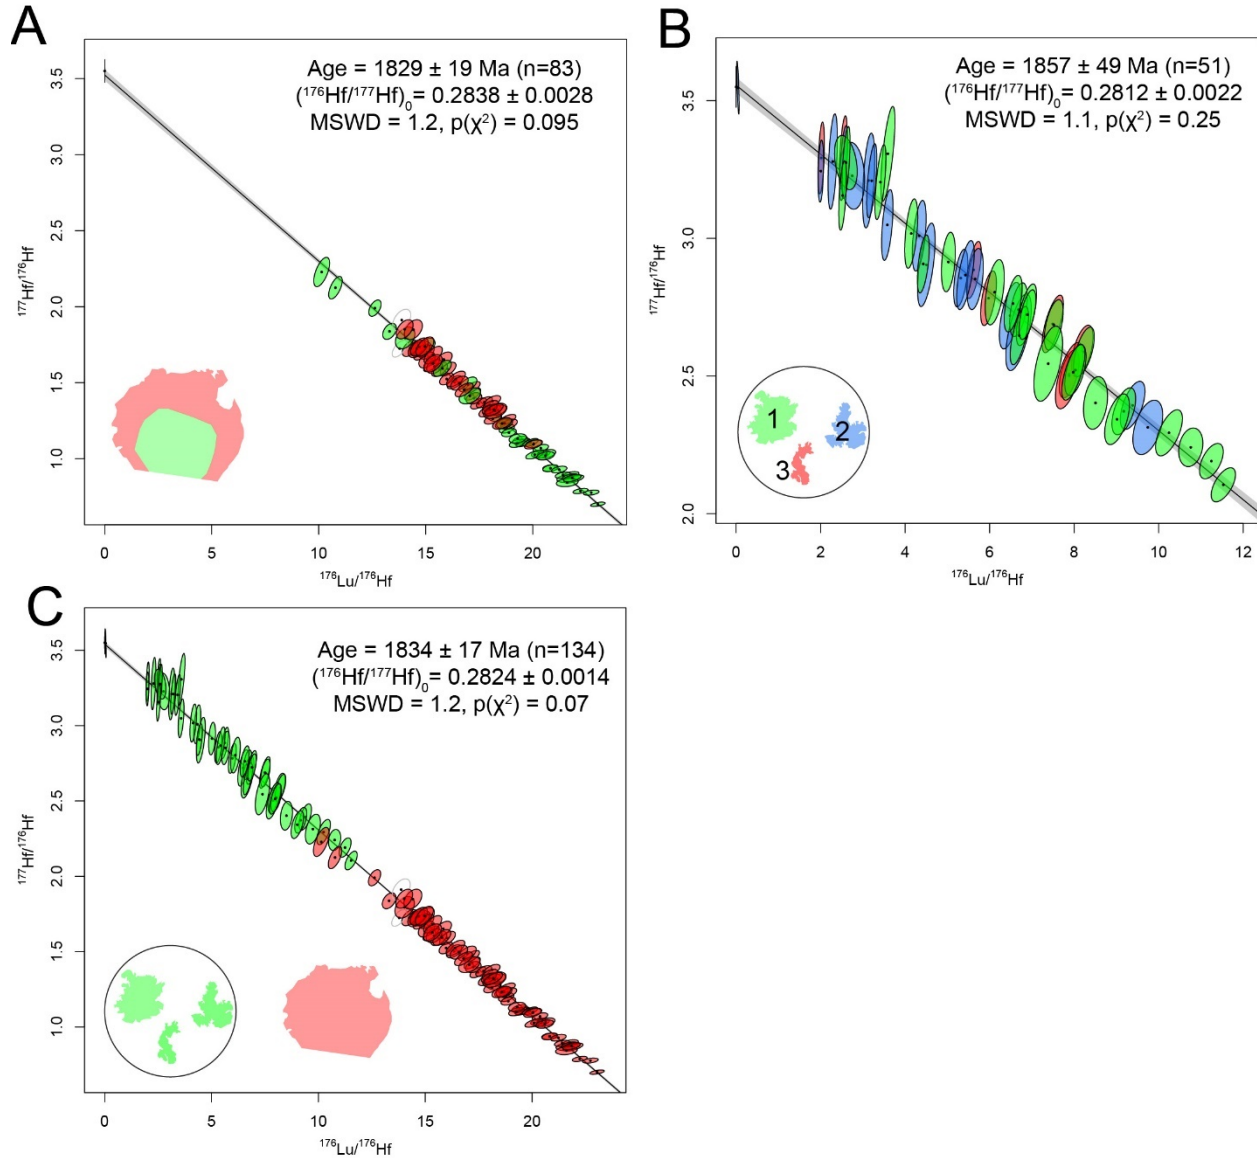 A
Age = 1829 ± 19 Ma (n=83)
(¹⁷⁶Hf/¹⁷⁷Hf)₀= 0.2838 ± 0.0028
MSWD = 1.2, p(χ²) = 0.095
¹⁷⁷Hf/¹⁷⁶Hf
3.5
3.0
2.5
2.0
1.5
1.0
0 5 10 15 20
¹⁷⁶Lu/¹⁷⁶Hf
B
Age = 1857 ± 49 Ma (n=51)
(¹⁷⁶Hf/¹⁷⁷Hf)₀= 0.2812 ± 0.0022
MSWD = 1.1, p(χ²) = 0.25
¹⁷⁷Hf/¹⁷⁶Hf
3.5
3.0
2.5
2.0
1
2
3
0 2 4 6 8 10 12
¹⁷⁶Lu/¹⁷⁶Hf
C
Age = 1834 ± 17 Ma (n=134)
(¹⁷⁶Hf/¹⁷⁷Hf)₀= 0.2824 ± 0.0014
MSWD = 1.2, p(χ²) = 0.07
¹⁷⁷Hf/¹⁷⁶Hf
3.5
3.0
2.5
2.0
1.5
1.0
0 5 10 15 20
¹⁷⁶Lu/¹⁷⁶Hf